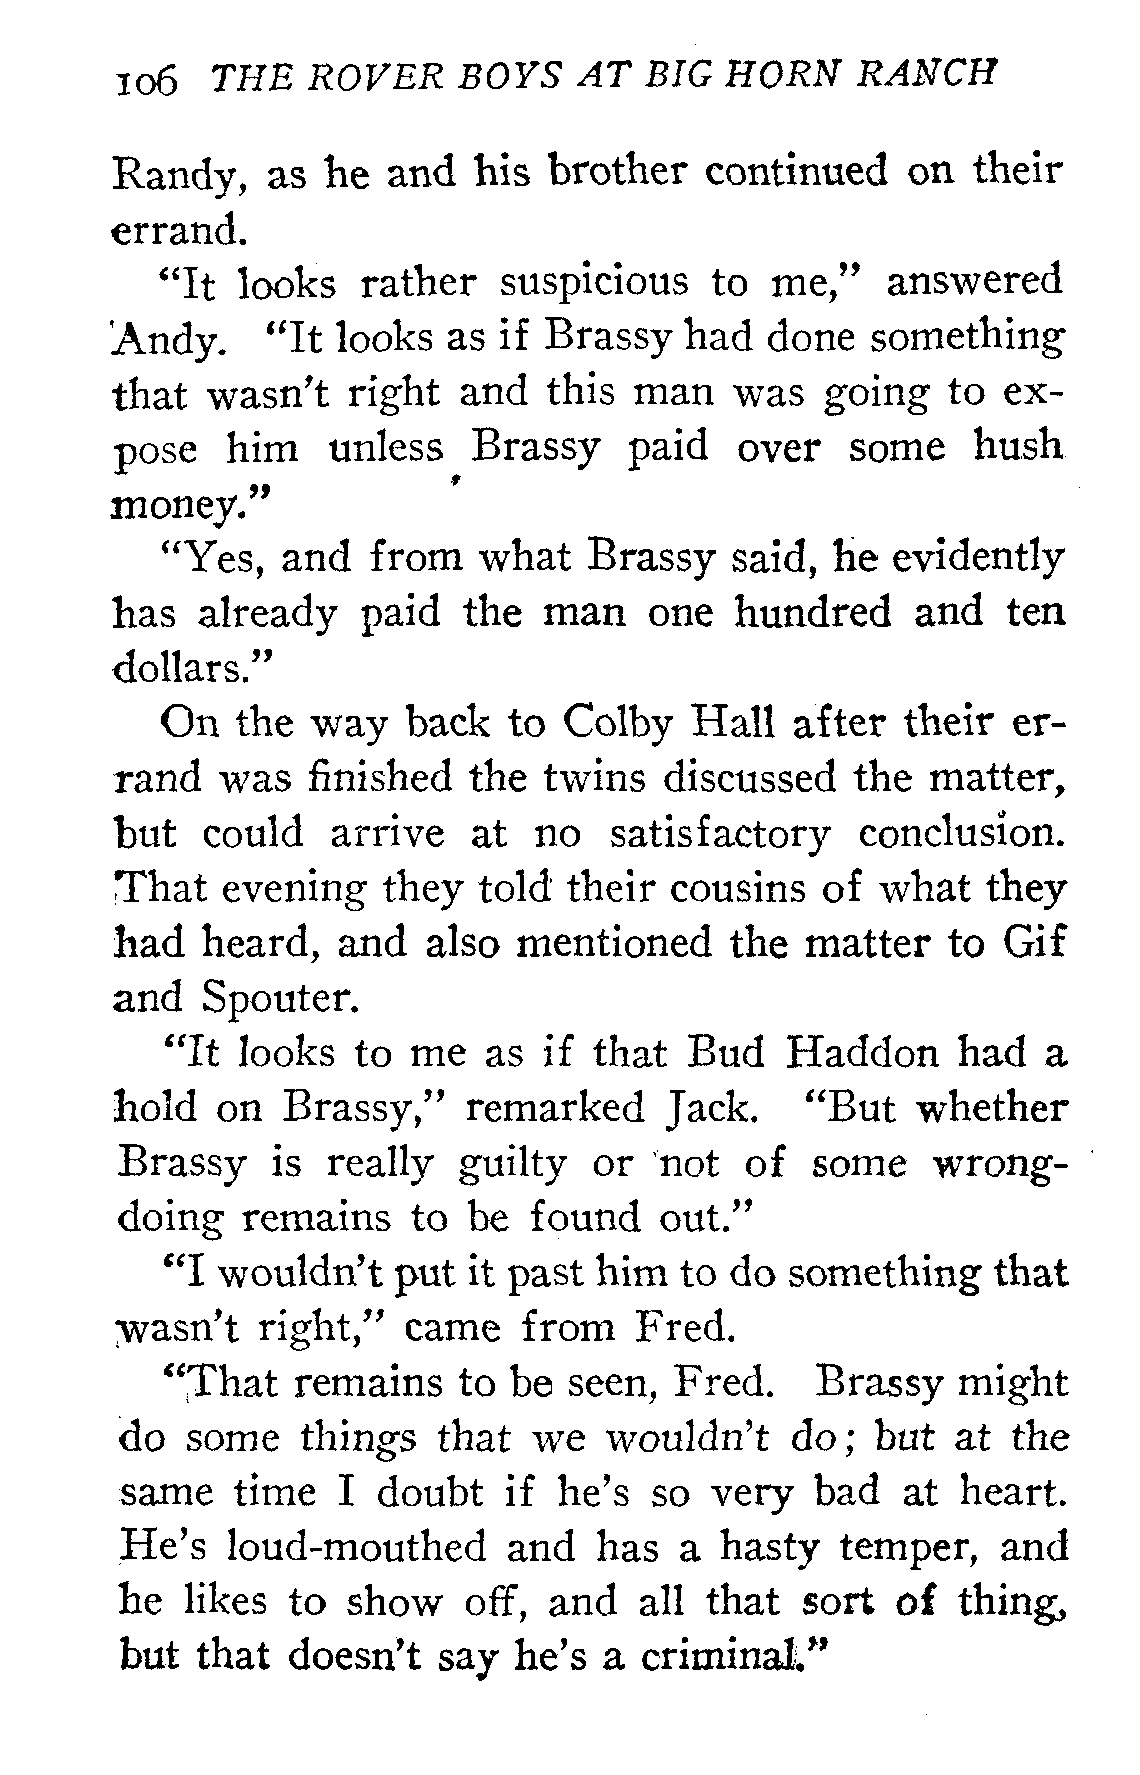 106 THE ROVER BOYS AT BIG HORN RANCH
Randy, as he and his brother continued on their
errand.
“It looks rather suspicious to me,” answered
Andy. “It looks as if Brassy had done something
that wasn't right and this man was going to ex-
pose him unless Brassy paid over some hush
money.”
“Yes, and from what Brassy said, he evidently
has already paid the man one hundred and ten
dollars.”
On the way back to Colby Hall after their er-
rand was finished the twins discussed the matter,
but could arrive at no satisfactory conclusion.
That evening they told their cousins of what they
had heard, and also mentioned the matter to Gif
and Spouter.
“It looks to me as if that Bud Haddon had a
hold on Brassy,” remarked Jack. “But whether
Brassy is really guilty or not of some wrong-
doing remains to be found out.”
“I wouldn't put it past him to do something that
wasn't right,” came from Fred.
“That remains to be seen, Fred. Brassy might
do some things that we wouldn't do; but at the
same time I doubt if he's so very bad at heart.
He's loud-mouthed and has a hasty temper, and
he likes to show off, and all that sort of thing,
but that doesn't say he's a criminal.”